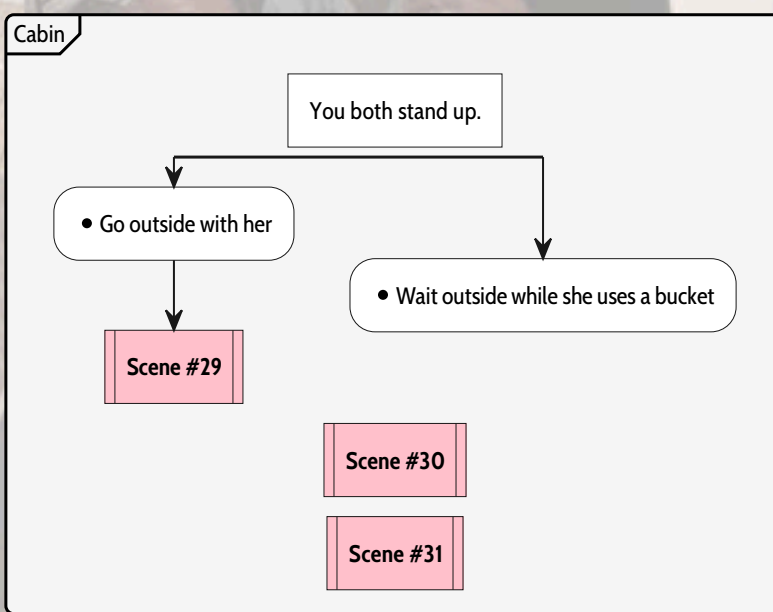 Cabin
You both stand up.
• Go outside with her
• Wait outside while she uses a bucket
Scene #29
Scene #30
Scene #31